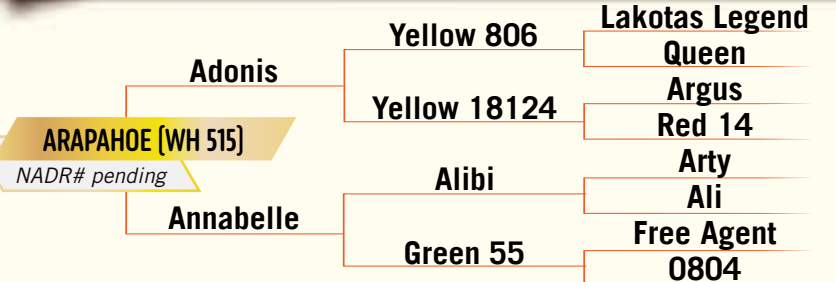 Lakotas Legend
Yellow 806
Queen
Adonis
Argus
Yellow 18124
Red 14
ARAPAHOE (WH 515)
NADR# pending
Arty
Alibi
Ali
Annabelle
Free Agent
Green 55
0804